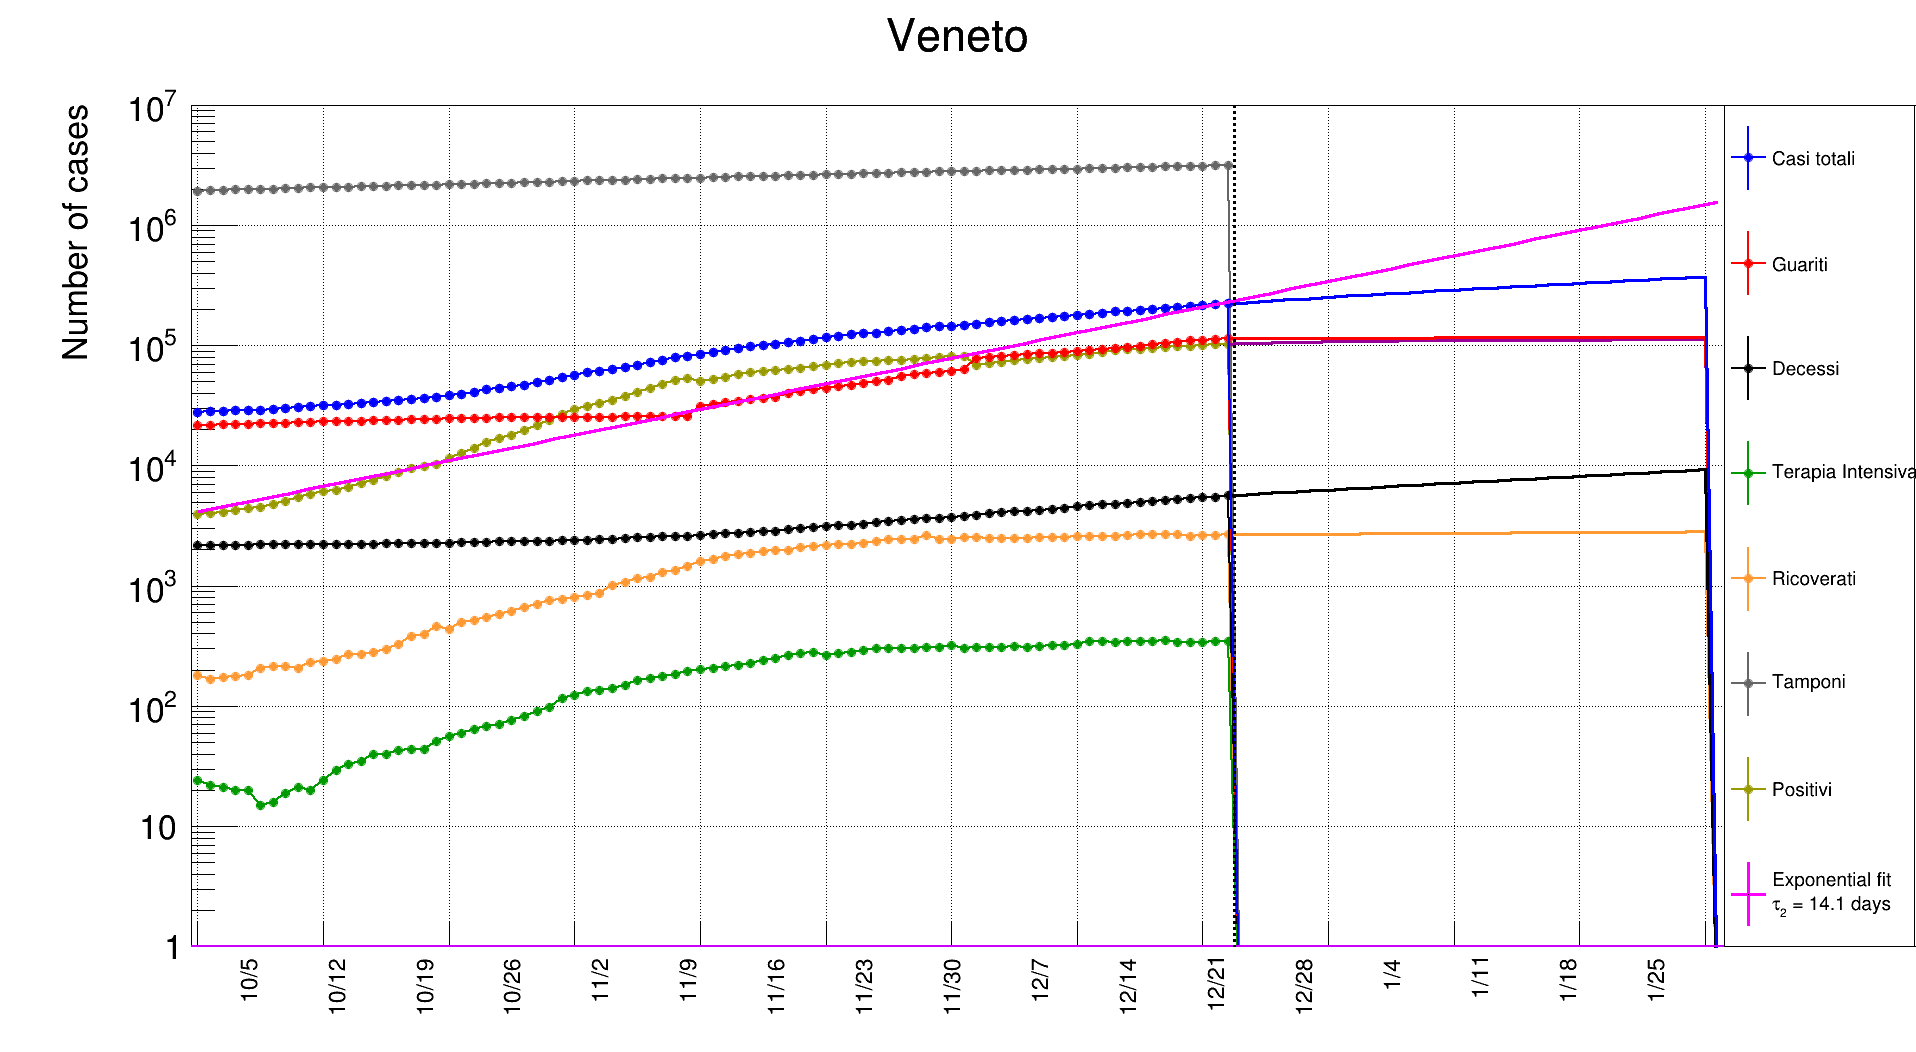 Veneto
Number of cases
10^7
10^6
10^5
10^4
10^3
10^2
10
1
10/5
10/12
10/19
10/26
11/2
11/9
11/16
11/23
11/30
12/7
12/14
12/21
12/28
1/4
1/11
1/18
1/25
Casi totali
Guariti
Decessi
Terapia Intensiva
Ricoverati
Tamponi
Positivi
Exponential fit
τ₂ = 14.1 days